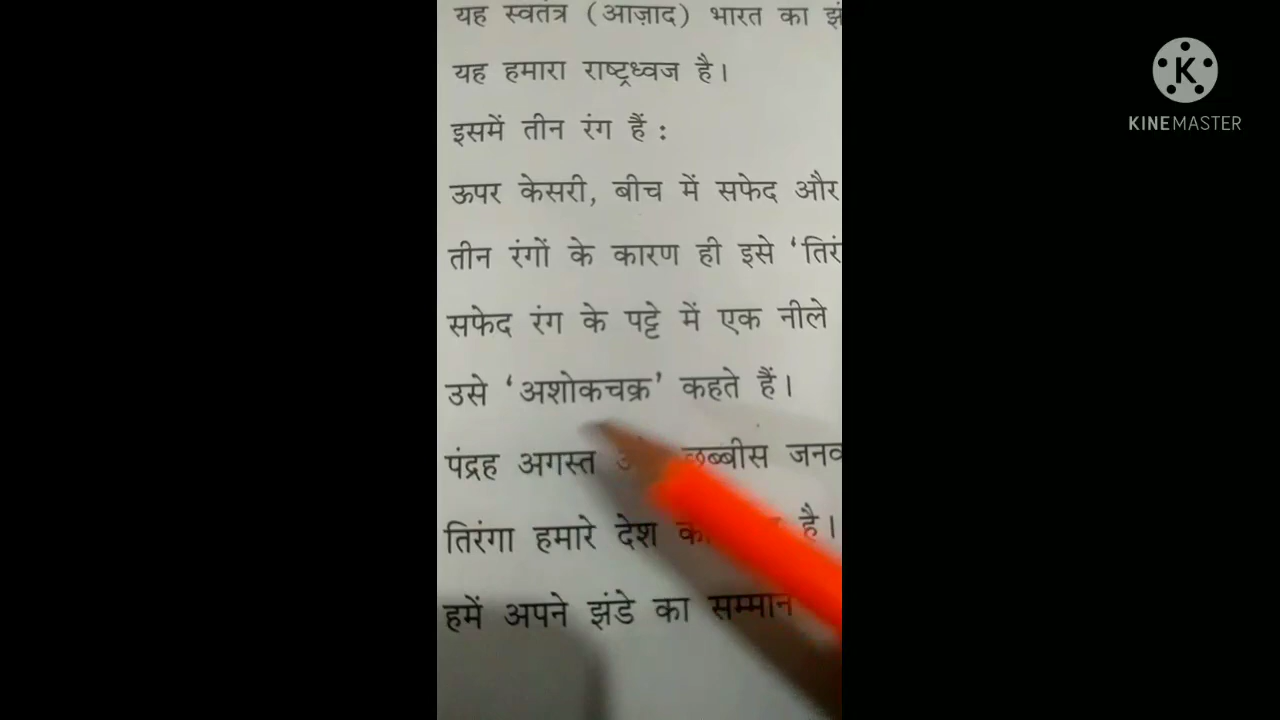 यह स्वतंत्र (आज़ाद) भारत का
यह हमारा राष्ट्रध्वज है।
इसमें तीन रंग हैं :
ऊपर केसरी, बीच में सफेद और
तीन रंगों के कारण ही इसे
सफेद रंग के पट्टे में एक नीले
उसे ‘अशोकचक्र’ कहते हैं।
पंद्रह अगस्त छब्बीस
तिरंगा हमारे देश है।
हमें अपने झंडे का सम्मान
KINEMASTER